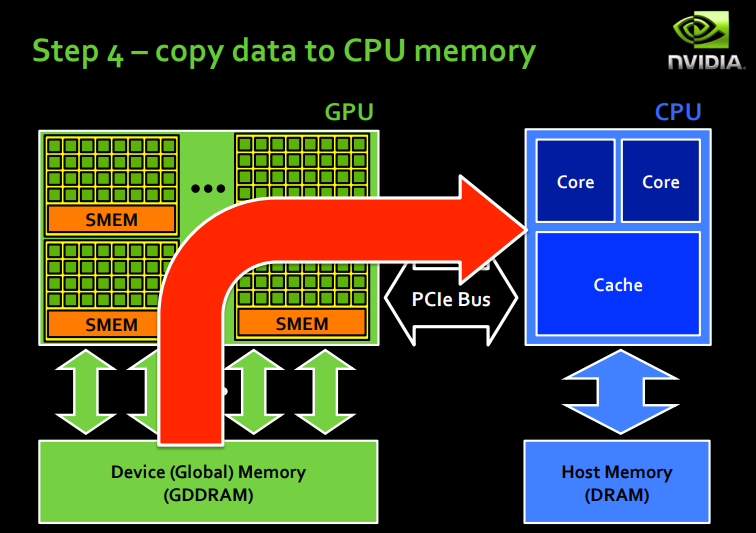 Step 4 – copy data to CPU memory
NVIDIA.
GPU
CPU
SMEM
SMEM
SMEM
PCIe Bus
Core
Core
Cache
Device (Global) Memory
(GDDRAM)
Host Memory
(DRAM)